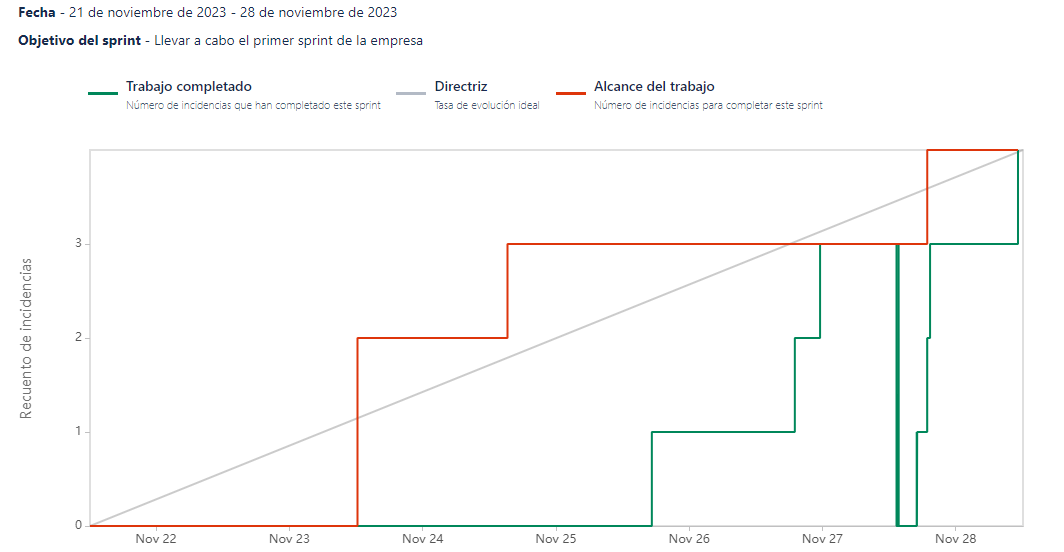 Fecha - 21 de noviembre de 2023 - 28 de noviembre de 2023
Objetivo del sprint - Llevar a cabo el primer sprint de la empresa
Trabajo completado
Número de incidencias que han completado este sprint
Directriz
Tasa de evolución ideal
Alcance del trabajo
Número de incidencias para completar este sprint
Recuento de incidencias
3
2
1
0
Nov 22
Nov 23
Nov 24
Nov 25
Nov 26
Nov 27
Nov 28